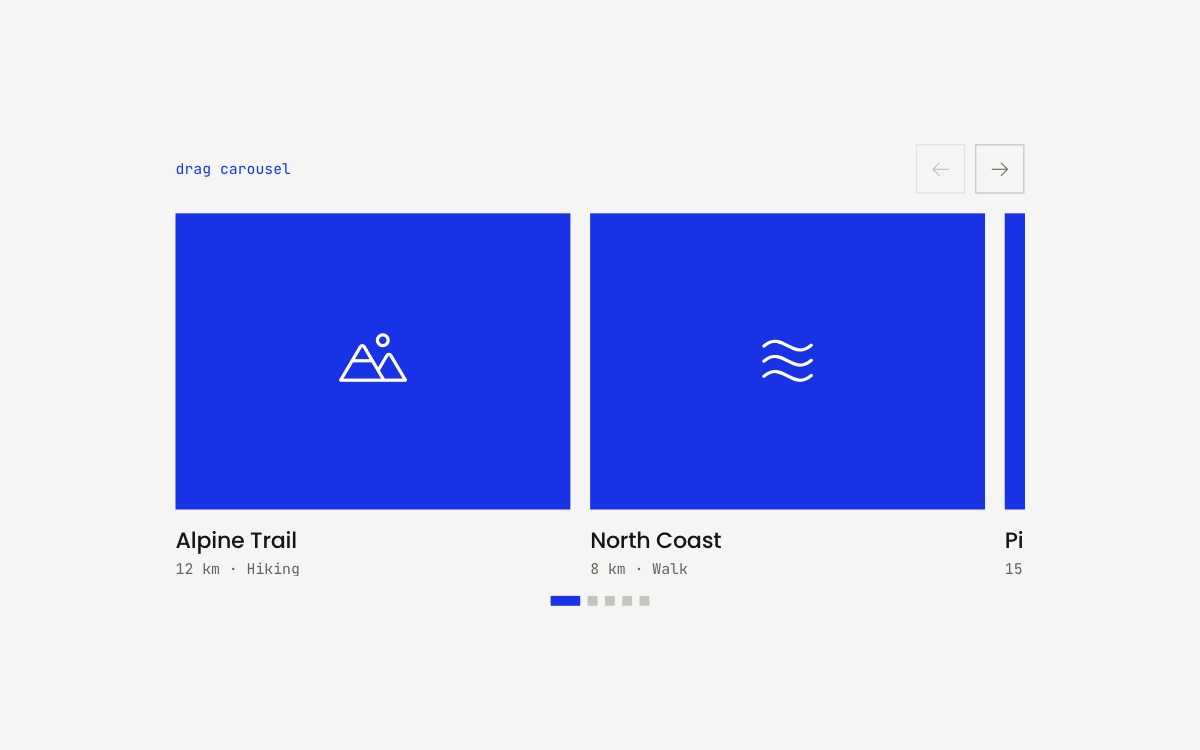 drag carousel
Alpine Trail
12 km · Hiking
North Coast
8 km · Walk
Pi
15